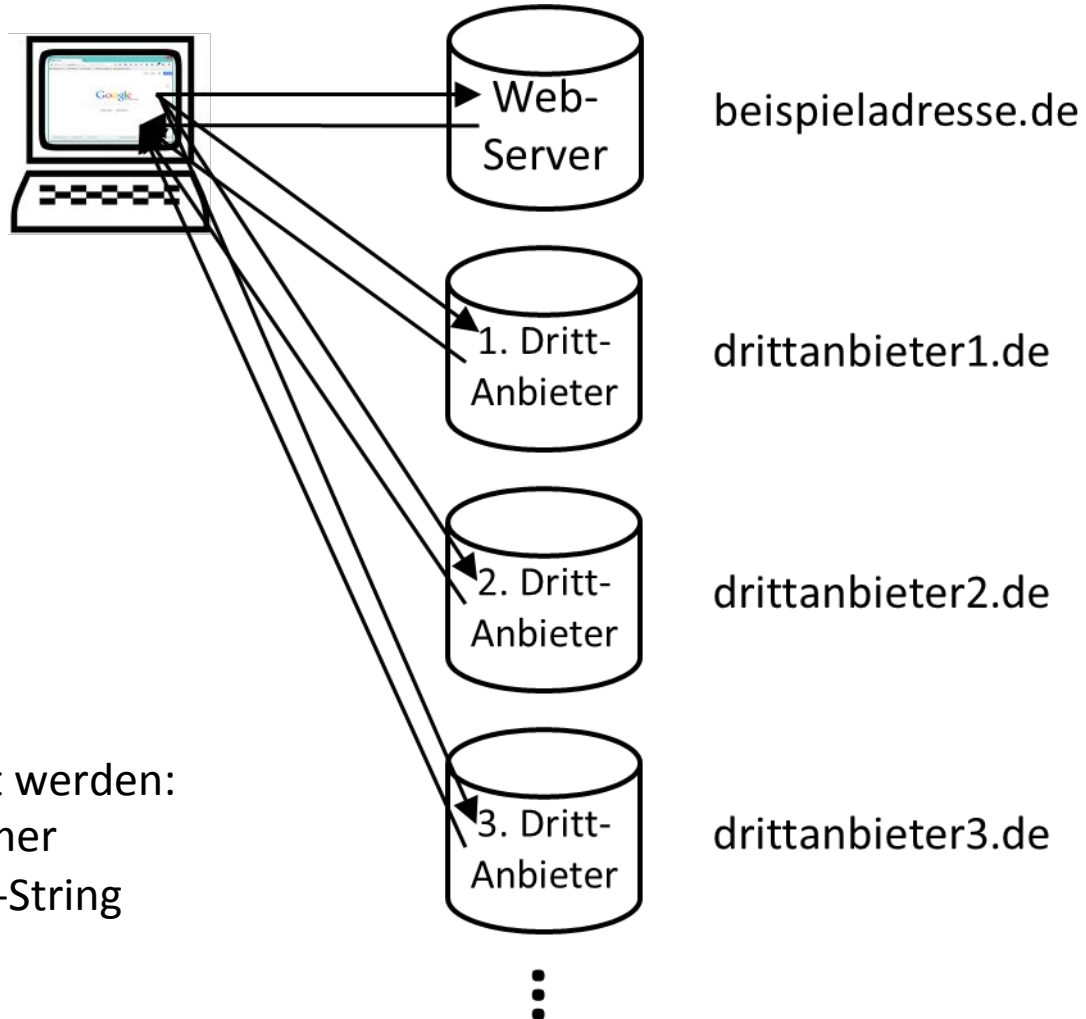 Google
Web-
Server
beispieladresse.de
1. Dritt-
Anbieter
drittanbieter1.de
2. Dritt-
Anbieter
drittanbieter2.de
werden:
-String
3. Dritt-
Anbieter
drittanbieter3.de